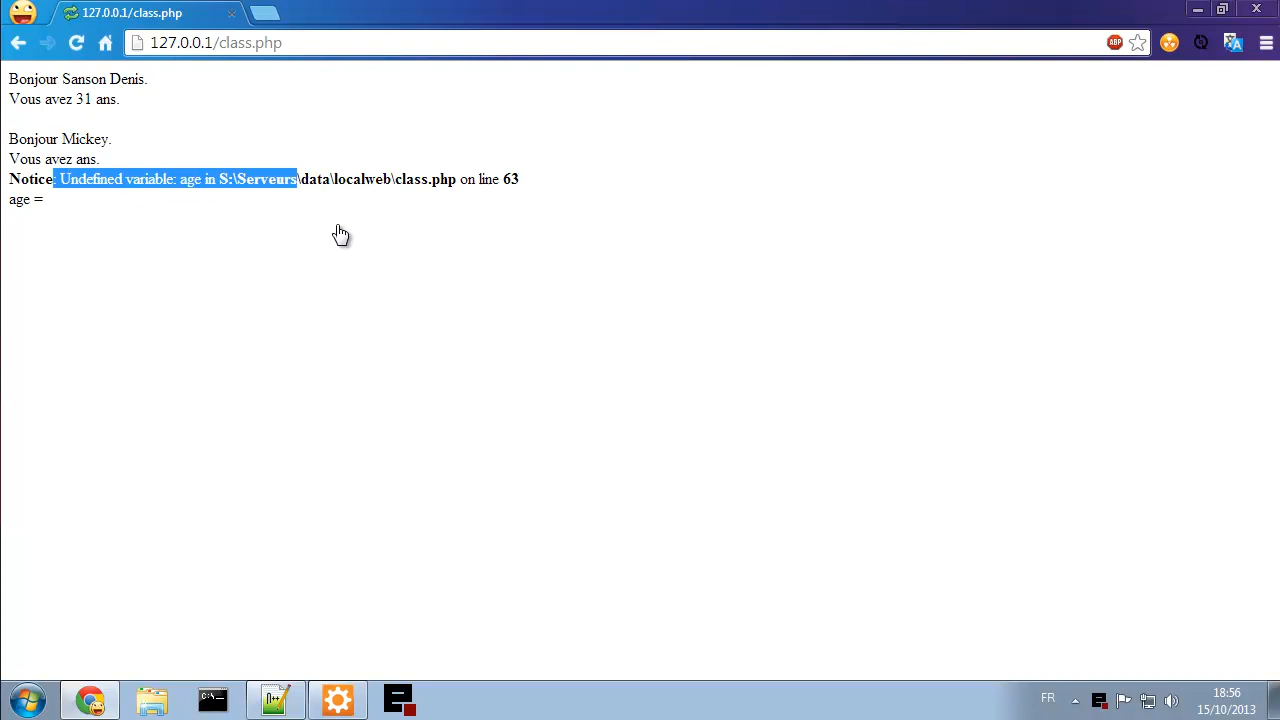 127.0.0.1/class.php
127.0.0.1/class.php
ABP
Bonjour Sanson Denis.
Vous avez 31 ans.
Bonjour Mickey.
Vous avez ans.
Notice: Undefined variable: age in S:\Serveurs\data\localweb\class.php on line 63
age =
FR
18:56
15/10/2013